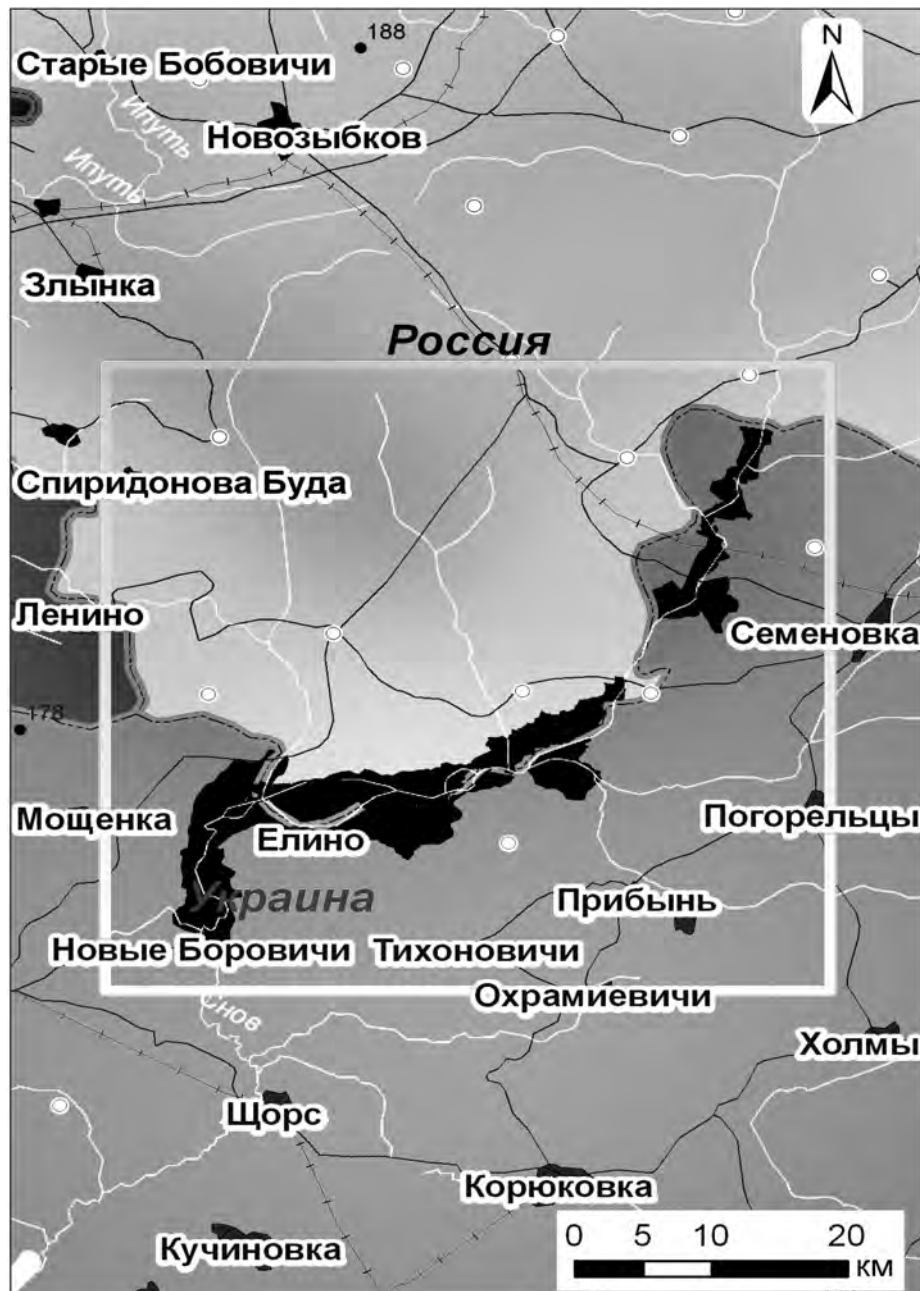 188
N
Старые Бобовичи
Ипуть
Новозыбков
Ипуть
Злынка
Россия
Спиридонова Буда
Ленино
Семеновка
178
Мощенка
Погорельцы
Елино
Украина
Прибынь
Новые Боровичи
Тихоновичи
Охрамиевичи
Снов
Холмы
Щорс
Корюковка
Кучиновка
0 5 10 20
км